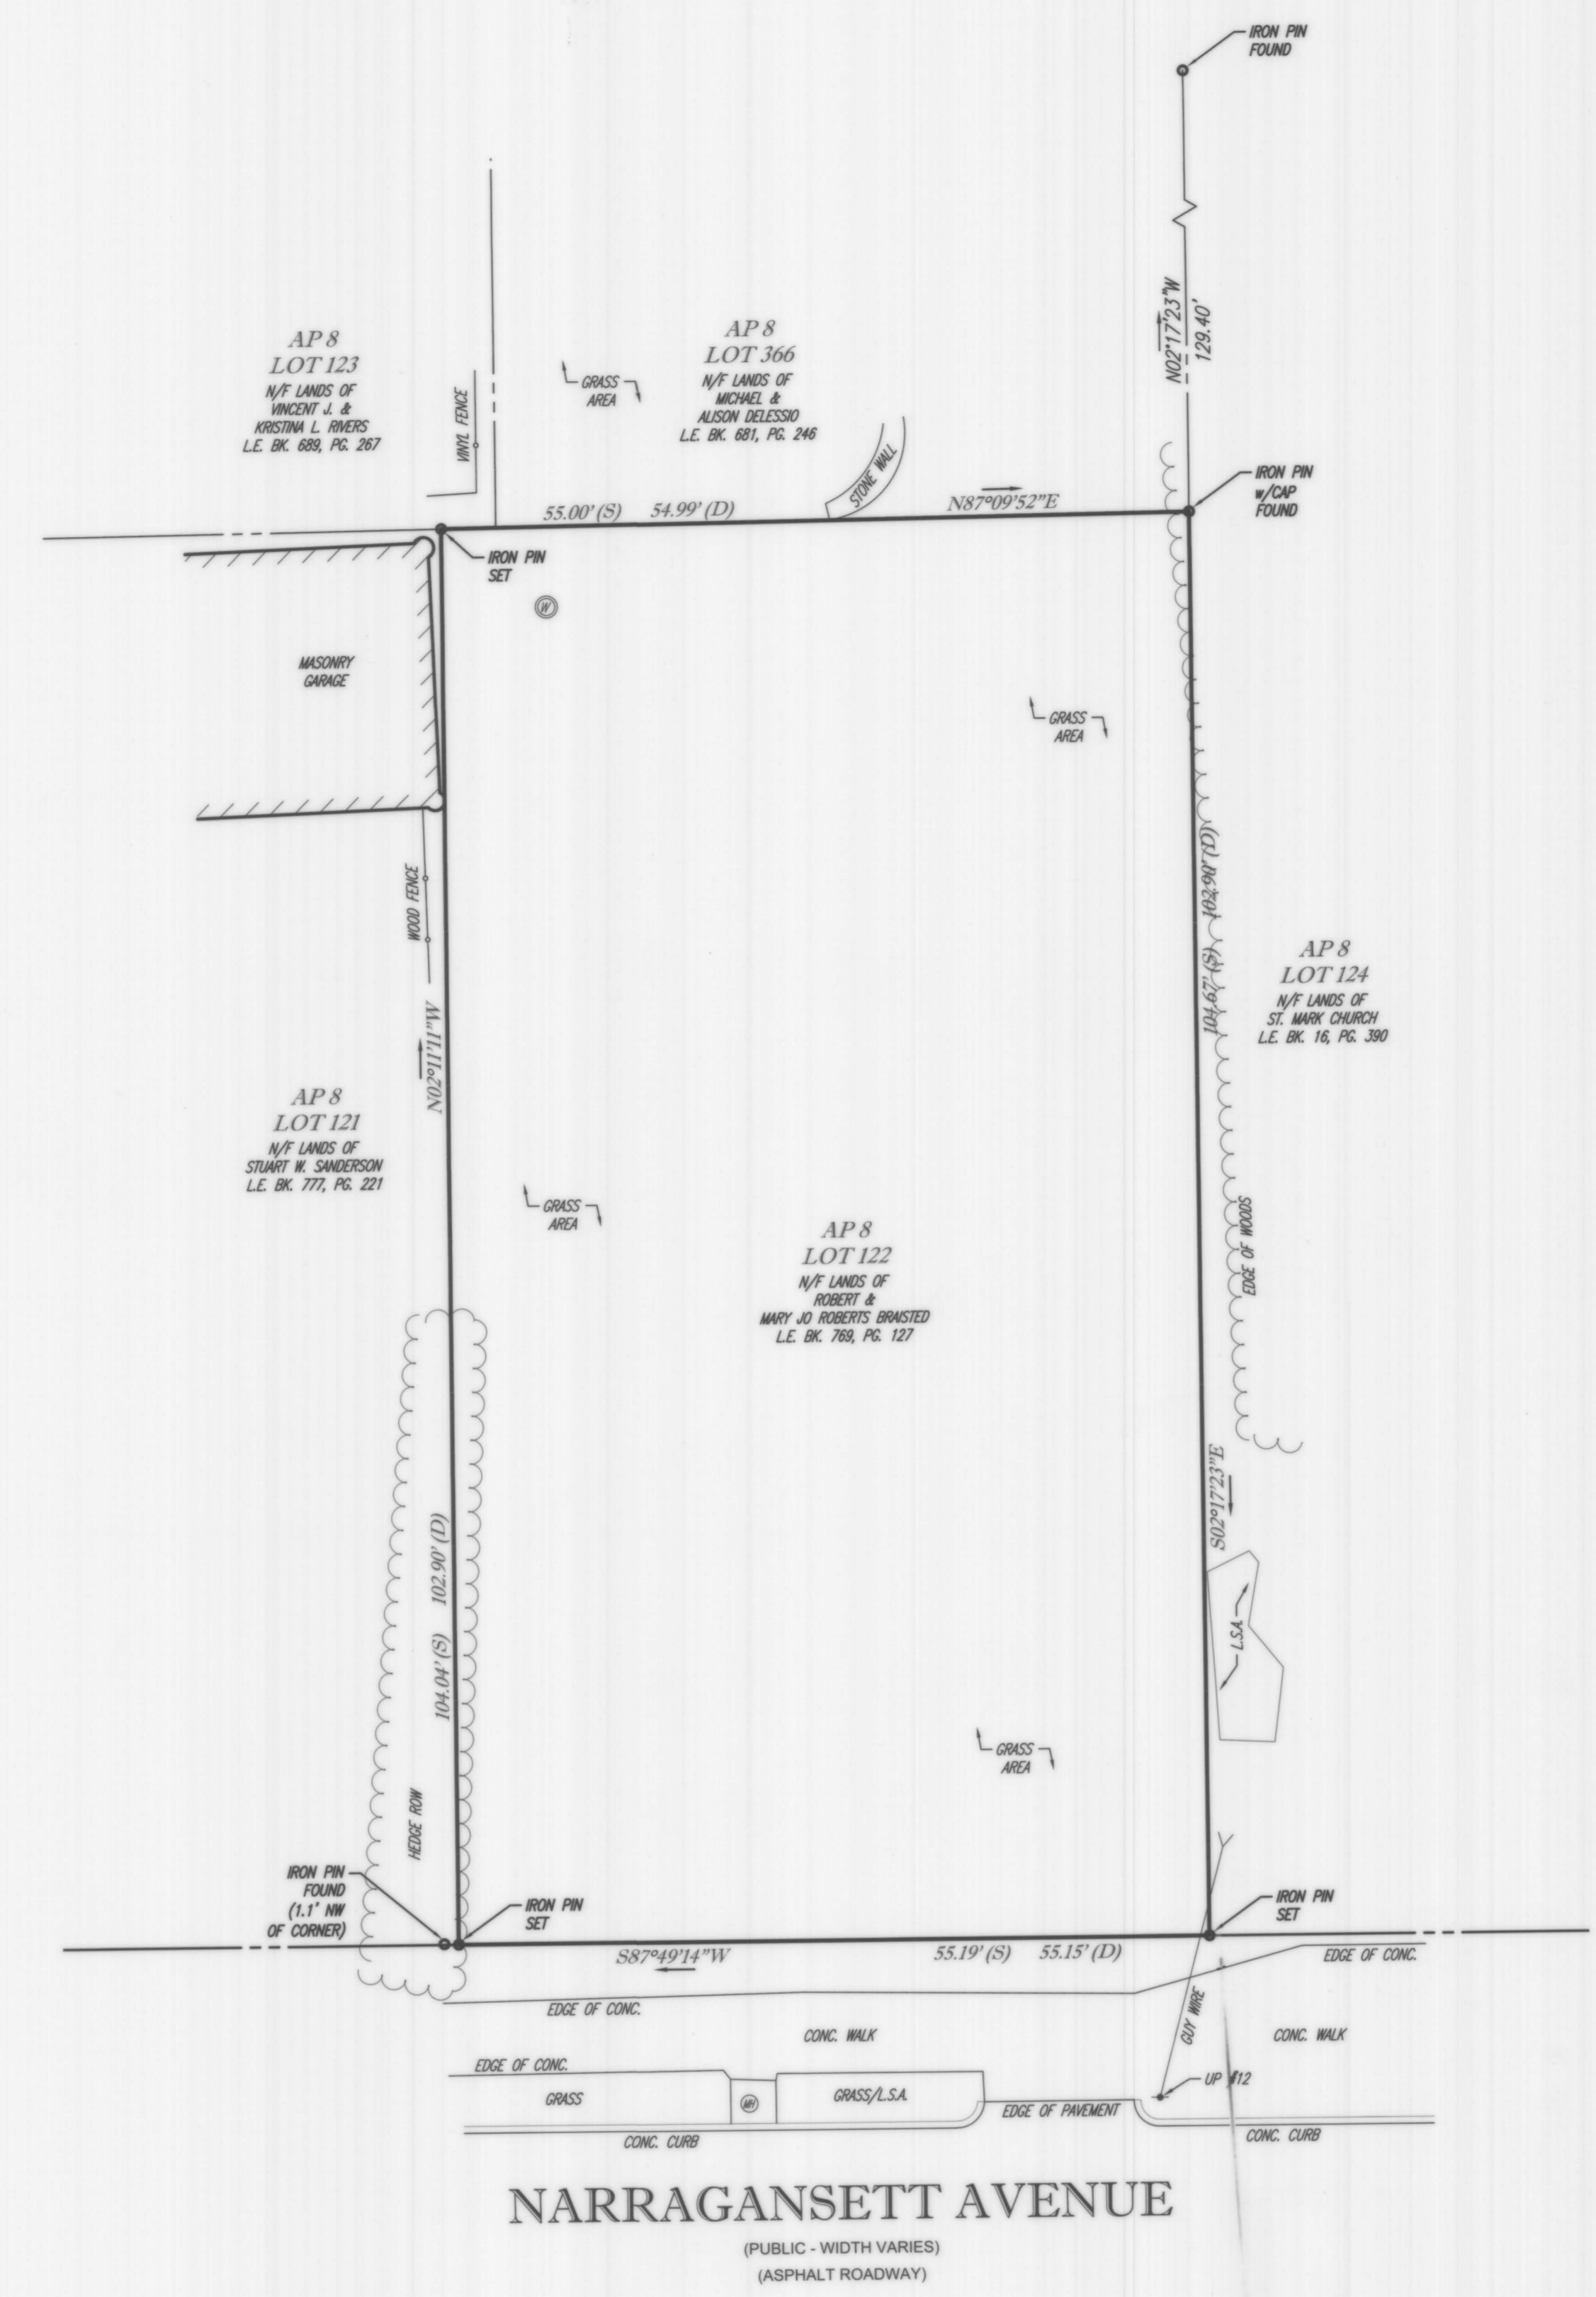 IRON PIN
FOUND
N02°17'23"W
129.40'
AP 8
LOT 123
N/F LANDS OF
VINCENT J. &
KRISTINA L. RIVERS
L.E. BK. 689, PG. 267
VINYL FENCE
GRASS
AREA
AP 8
LOT 366
N/F LANDS OF
MICHAEL &
ALISON DELESSIO
L.E. BK. 681, PG. 246
STONE WALL
IRON PIN
w/CAP
FOUND
55.00' (S) 54.99' (D)
N87°09'52"E
IRON PIN
SET
W
MASONRY
GARAGE
GRASS
AREA
WOOD FENCE
104.62' (S) 102.90' (D)
AP 8
LOT 124
N/F LANDS OF
ST. MARK CHURCH
L.E. BK. 16, PG. 390
N02°11'11"W
AP 8
LOT 121
N/F LANDS OF
STUART W. SANDERSON
L.E. BK. 777, PG. 221
GRASS
AREA
AP 8
LOT 122
N/F LANDS OF
ROBERT &
MARY JO ROBERTS BRAISTED
L.E. BK. 769, PG. 127
EDGE OF WOODS
S02°17'23"E
104.04' (S) 102.90' (D)
L.S.A.
GRASS
AREA
HEDGE ROW
IRON PIN
FOUND
(1.1' NW
OF CORNER)
IRON PIN
SET
IRON PIN
SET
S87°49'14"W
55.19' (S) 55.15' (D)
EDGE OF CONC.
EDGE OF CONC.
GUY WIRE
CONC. WALK
CONC. WALK
EDGE OF CONC.
UP #12
GRASS
MH
GRASS/L.S.A.
EDGE OF PAVEMENT
CONC. CURB
CONC. CURB
NARRAGANSETT AVENUE
(PUBLIC - WIDTH VARIES)
(ASPHALT ROADWAY)